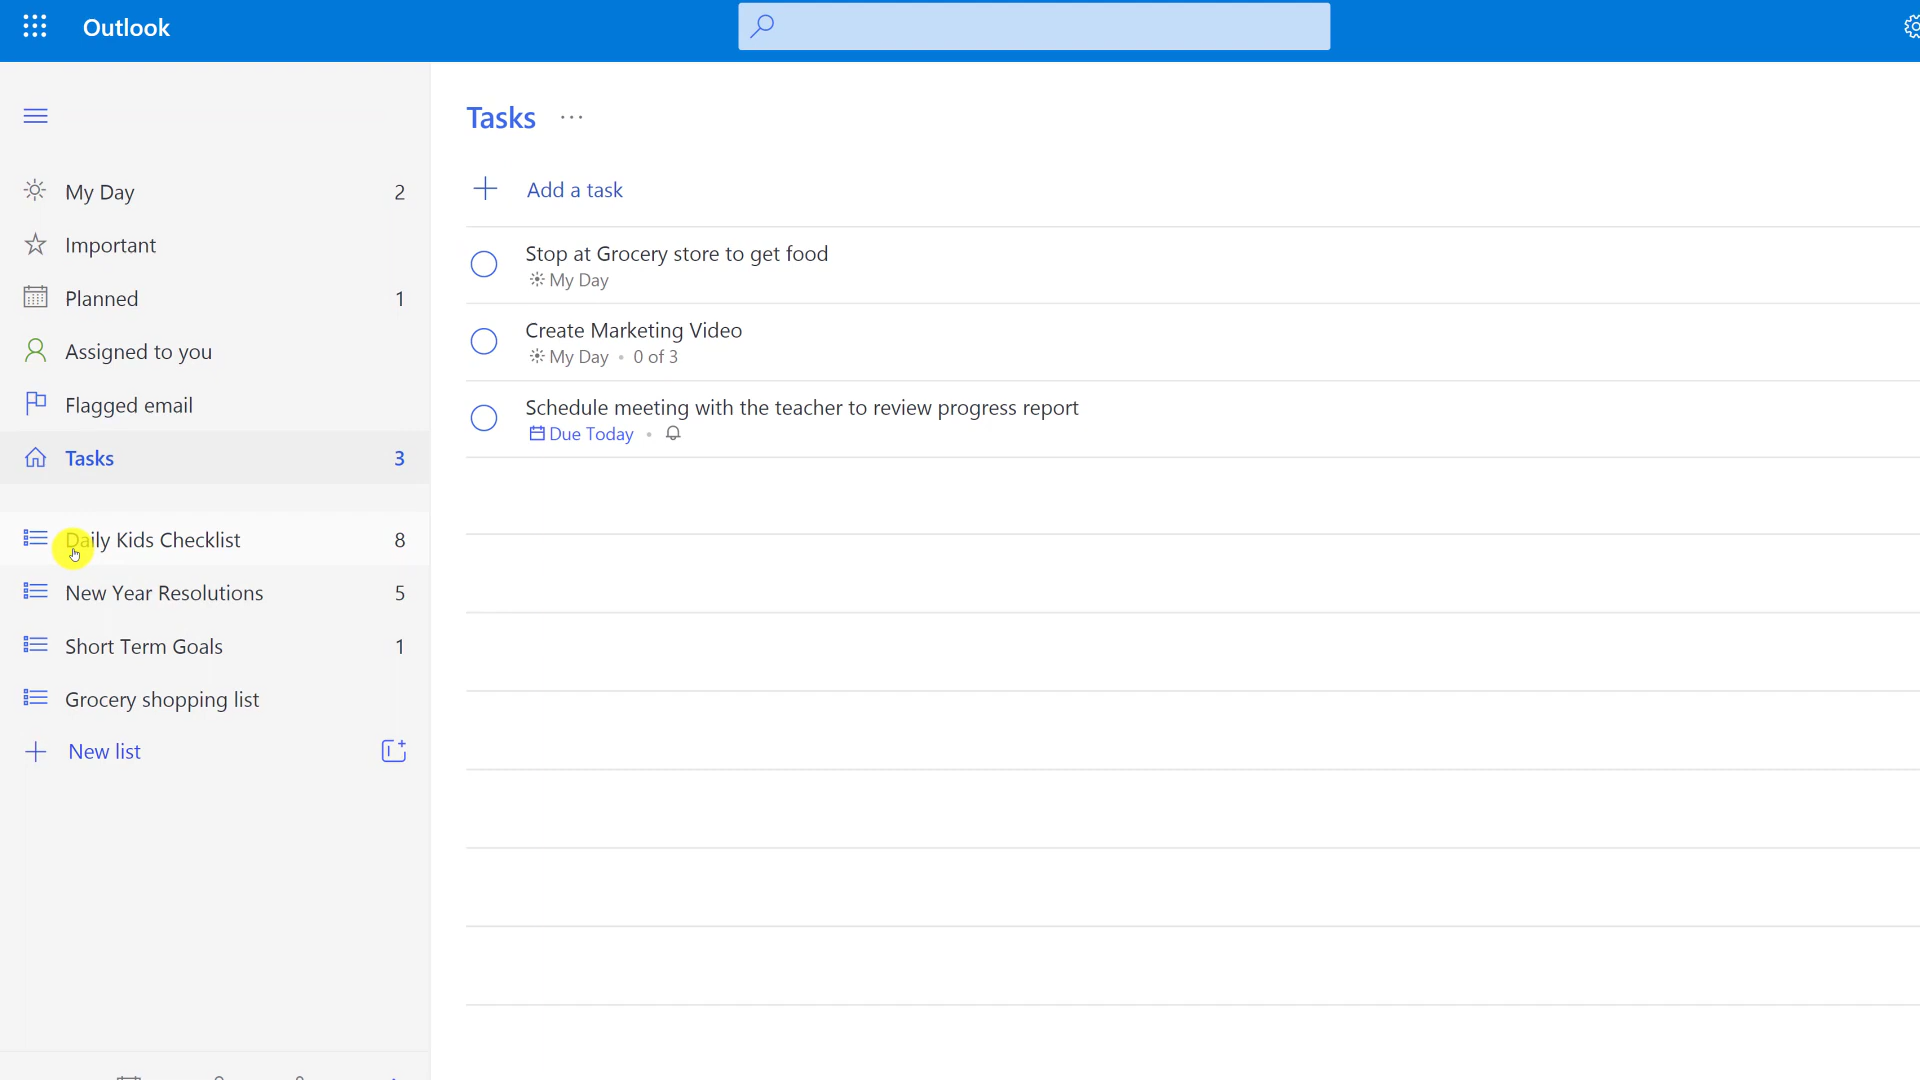 Outlook
My Day 2
Important
Planned 1
Assigned to you
Flagged email
Tasks 3
Daily Kids Checklist 8
New Year Resolutions 5
Short Term Goals 1
Grocery shopping list
New list
Tasks ...
Add a task
Stop at Grocery store to get food
My Day
Create Marketing Video
My Day • 0 of 3
Schedule meeting with the teacher to review progress report
Due Today •